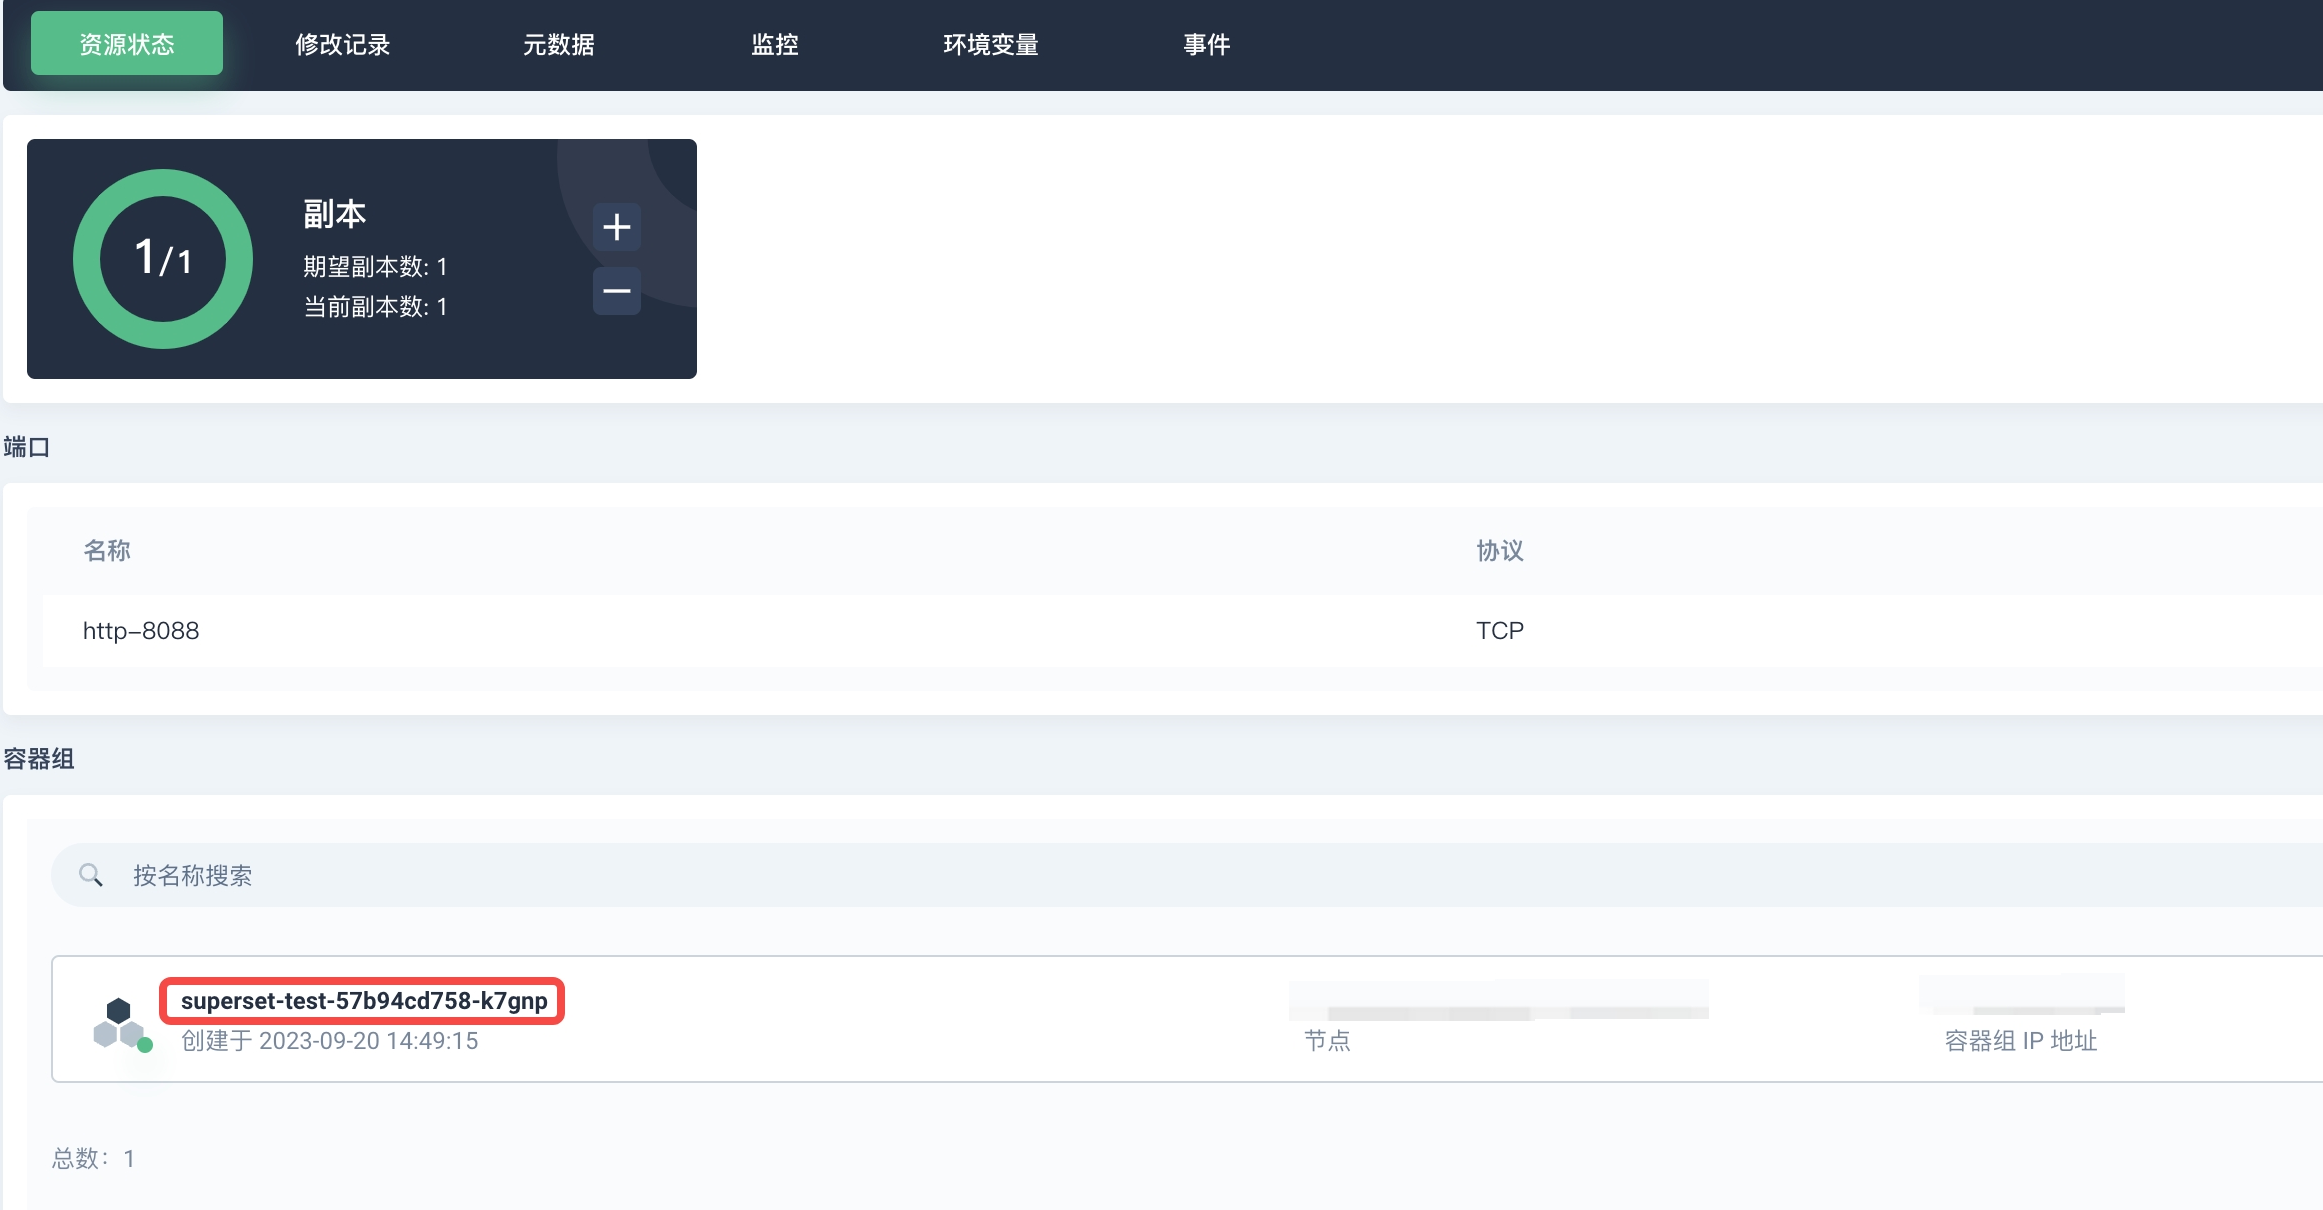 资源状态 修改记录 元数据 监控 环境变量 事件
1/1
副本
期望副本数: 1
当前副本数: 1
端口
名称 协议
http-8088 TCP
容器组
按名称搜索
superset-test-57b94cd758-k7gnp
创建于 2023-09-20 14:49:15
节点
容器组 IP 地址
总数：1